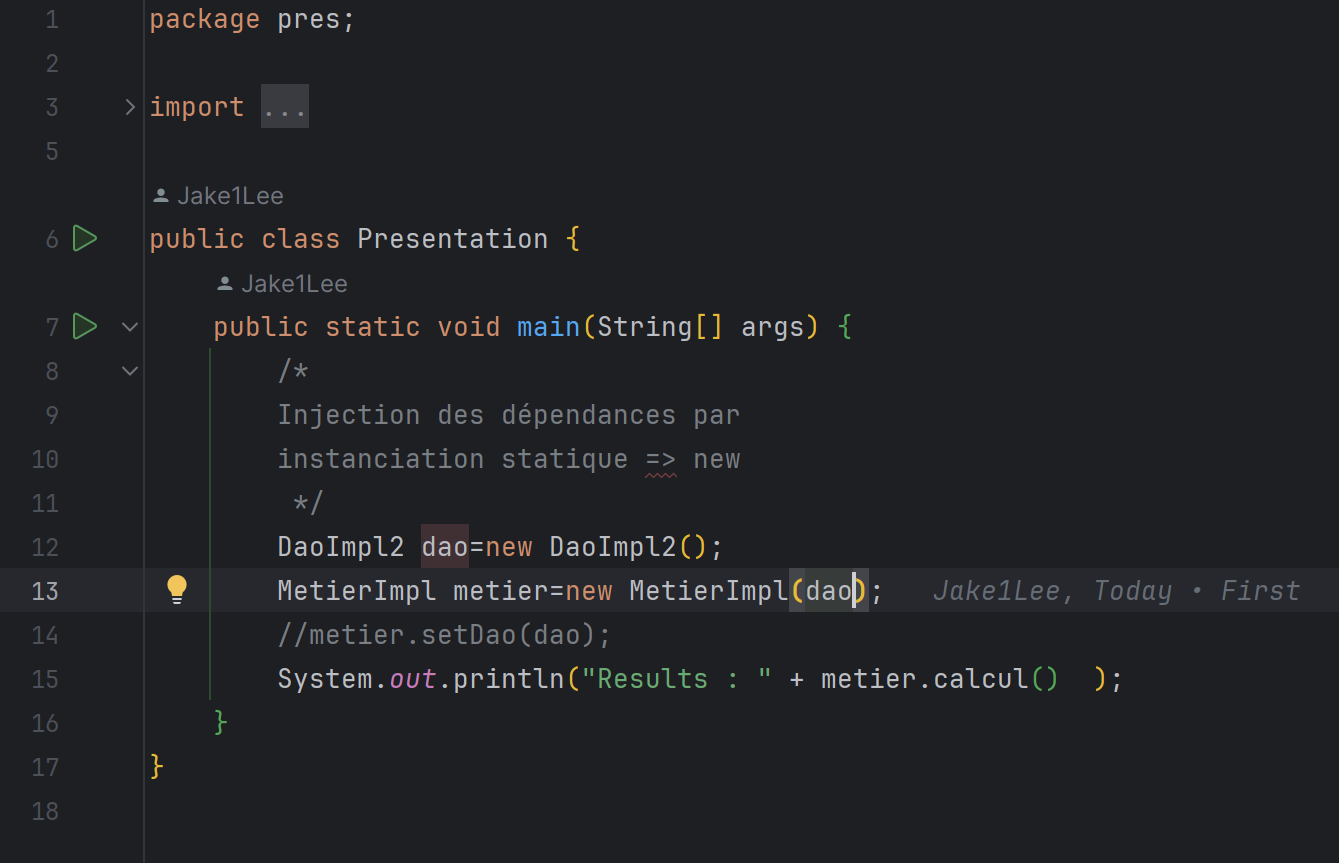 1 package pres;
2
3 import ...
5
Jake1Lee
6 public class Presentation {
Jake1Lee
7 public static void main(String[] args) {
8 /*
9 Injection des dépendances par
10 instanciation statique => new
11 */
12 DaoImpl2 dao=new DaoImpl2();
13 MetierImpl metier=new MetierImpl(dao); Jake1Lee, Today • First
14 //metier.setDao(dao);
15 System.out.println("Results : " + metier.calcul()  );
16 }
17 }
18